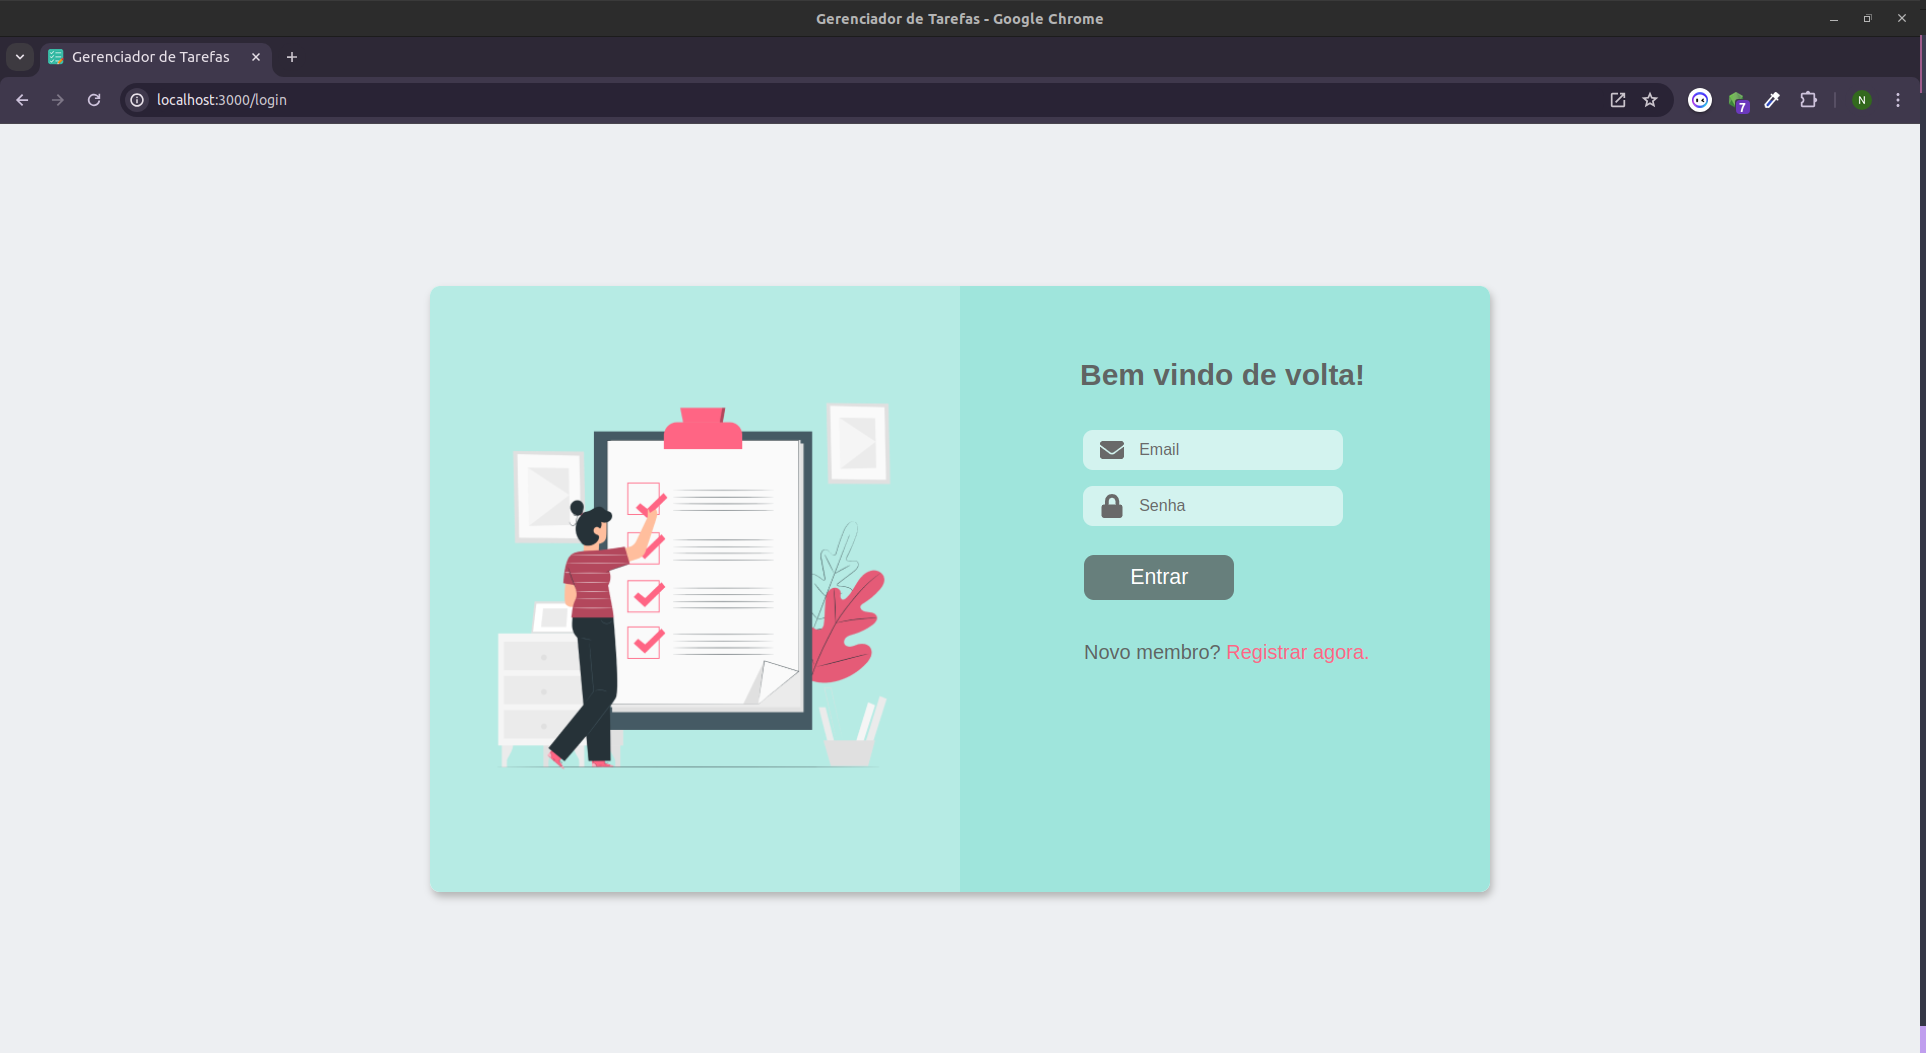 Gerenciador de Tarefas - Google Chrome
Gerenciador de Tarefas
localhost:3000/login
7
N
Bem vindo de volta!
Email
Senha
Entrar
Novo membro? Registrar agora.